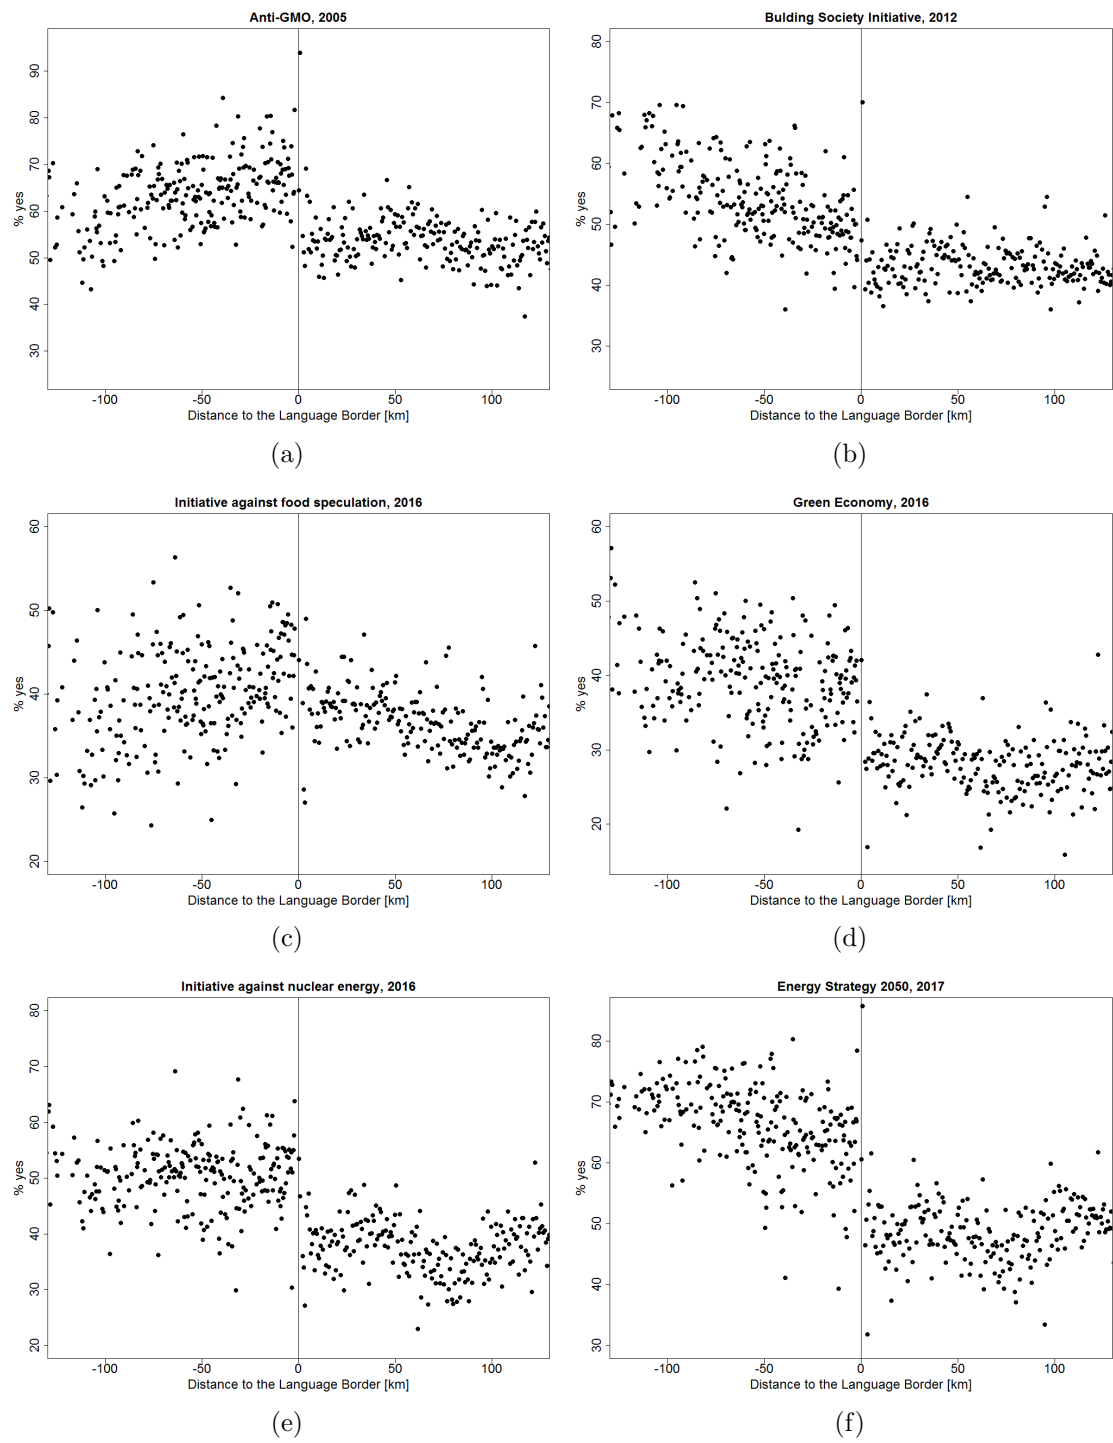 Anti-GMO, 2005
% yes
90
80
70
60
50
40
30
-100 -50 0 50 100
Distance to the Language Border [km]
(a)
Bulding Society Initiative, 2012
% yes
80
70
60
50
40
30
-100 -50 0 50 100
Distance to the Language Border [km]
(b)
Initiative against food speculation, 2016
% yes
60
50
40
30
20
-100 -50 0 50 100
Distance to the Language Border [km]
(c)
Green Economy, 2016
% yes
60
50
40
30
20
-100 -50 0 50 100
Distance to the Language Border [km]
(d)
Initiative against nuclear energy, 2016
% yes
80
70
60
50
40
30
20
-100 -50 0 50 100
Distance to the Language Border [km]
(e)
Energy Strategy 2050, 2017
% yes
80
70
60
50
40
30
-100 -50 0 50 100
Distance to the Language Border [km]
(f)